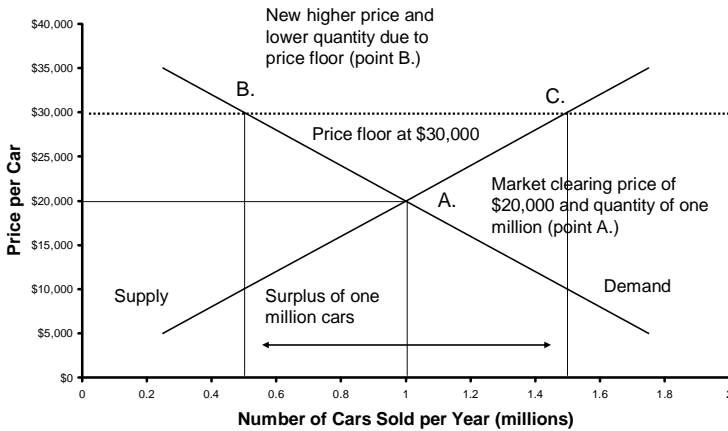 New higher price and
lower quantity due to
price floor (point B.)
$40,000
$35,000
$30,000
$25,000
$20,000
$15,000
$10,000
$5,000
$0
Price per Car
B.
C.
Price floor at $30,000
A.
Market clearing price of
$20,000 and quantity of one
million (point A.)
Supply
Surplus of one
million cars
Demand
0
0.2
0.4
0.6
0.8
1
1.2
1.4
1.6
1.8
2
Number of Cars Sold per Year (millions)